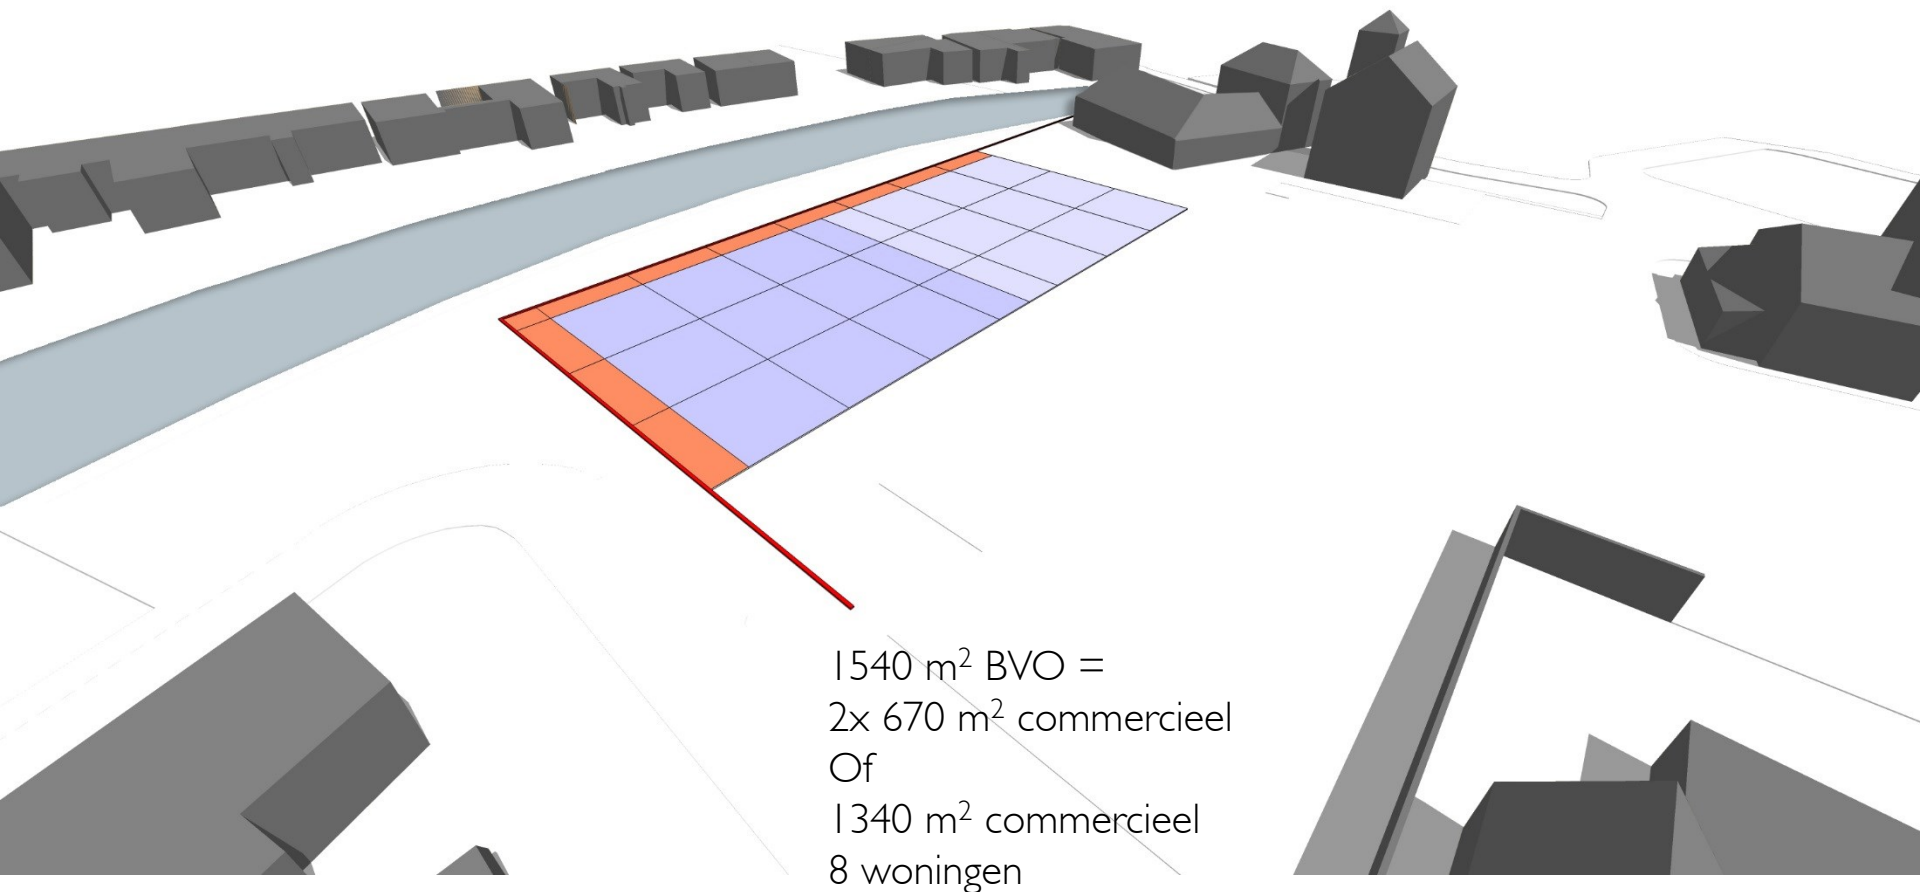 1540 m² BVO =
2x 670 m² commercieel
Of
1340 m² commercieel
8 woningen